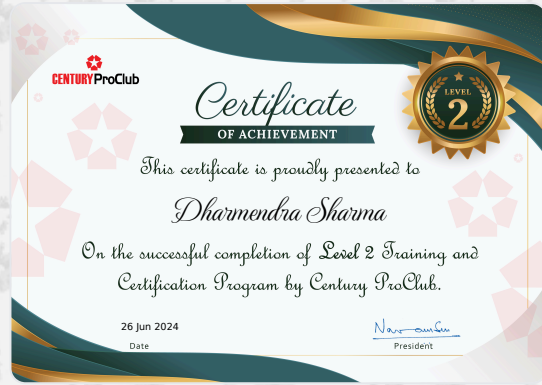 CENTURY ProClub
Certificate
OF ACHIEVEMENT
LEVEL
2
This certificate is proudly presented to
Dharmendra Sharma
On the successful completion of Level 2 Training and
Certification Program by Century ProClub.
26 Jun 2024
Date
President